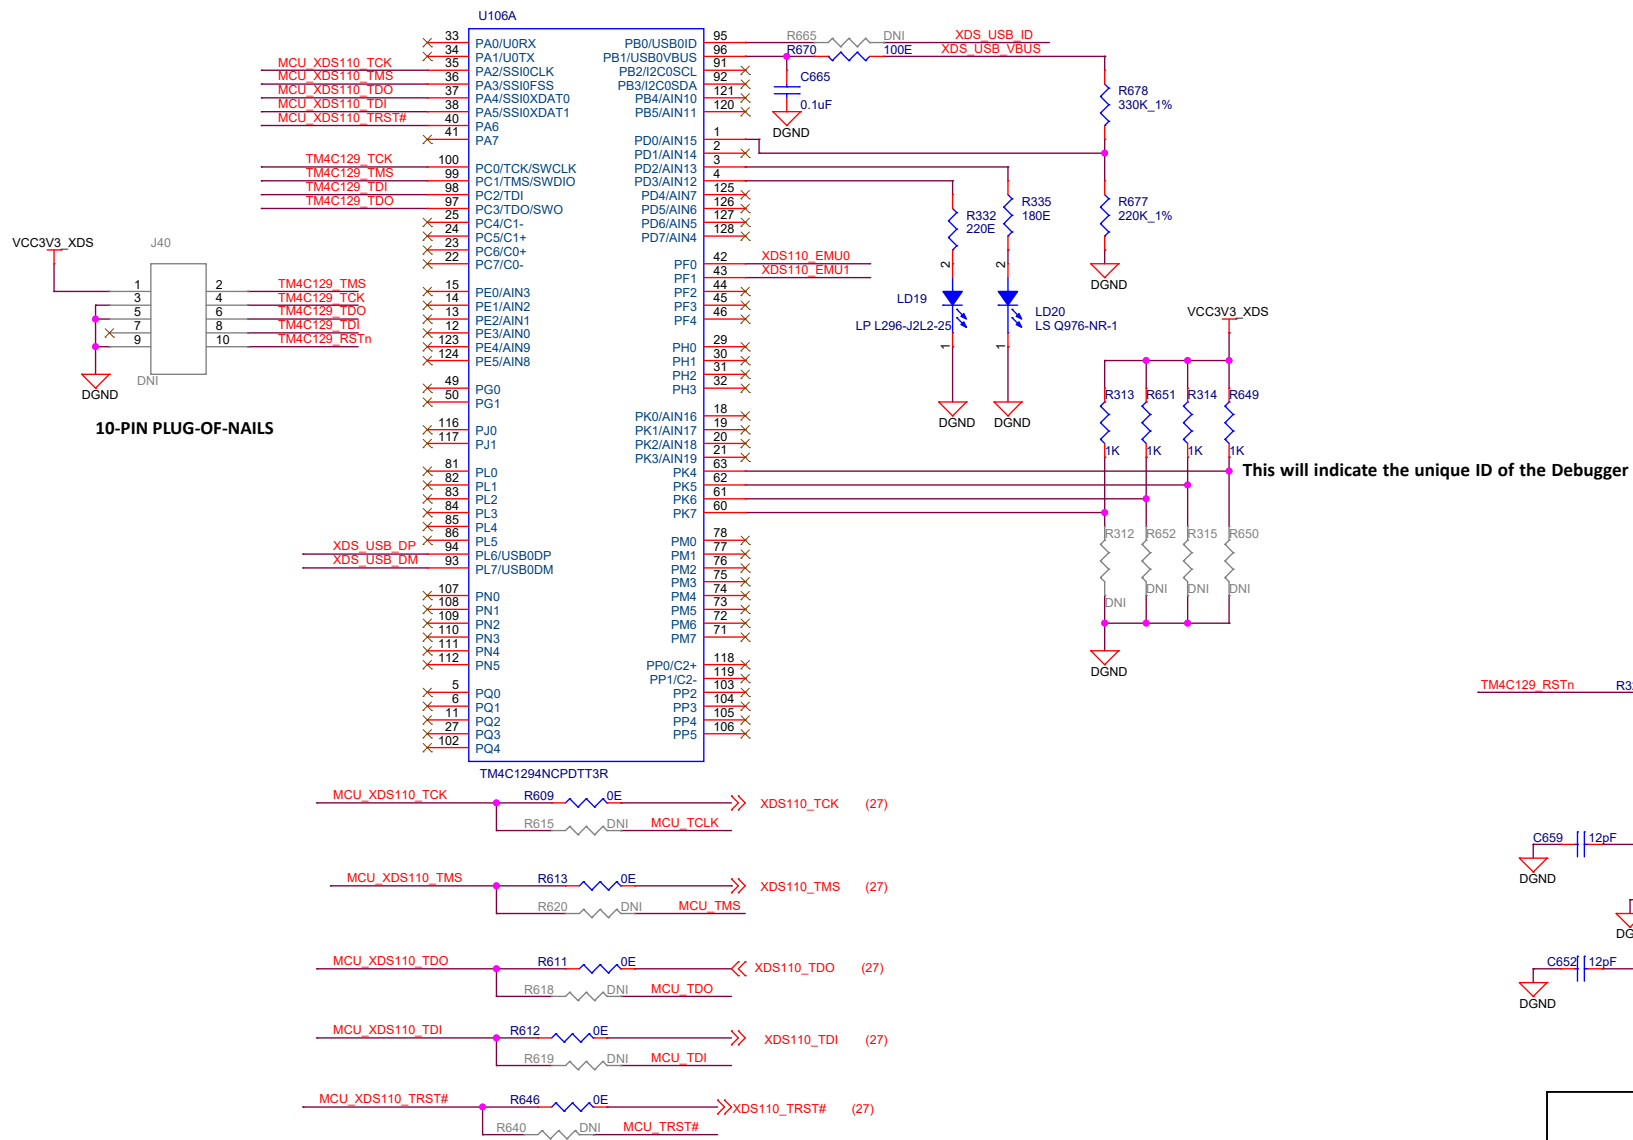 U106A
33 PA0/U0RX
34 PA1/U0TX
MCU_XDS110_TCK 35 PA2/SSI0CLK
MCU_XDS110_TMS 36 PA3/SSI0FSS
MCU_XDS110_TDO 37 PA4/SSI0XDAT0
MCU_XDS110_TDI 38 PA5/SSI0XDAT1
MCU_XDS110_TRST# 40 PA6
41 PA7
TM4C129_TCK 100 PC0/TCK/SWCLK
TM4C129_TMS 99 PC1/TMS/SWDIO
TM4C129_TDI 98 PC2/TDI
TM4C129_TDO 97 PC3/TDO/SWO
25 PC4/C1-
24 PC5/C1+
23 PC6/C0+
22 PC7/C0-
15 PE0/AIN3
14 PE1/AIN2
13 PE2/AIN1
12 PE3/AIN0
123 PE4/AIN9
124 PE5/AIN8
49 PG0
50 PG1
116 PJ0
117 PJ1
81 PL0
82 PL1
83 PL2
84 PL3
85 PL4
86 PL5
XDS_USB_DP 94 PL6/USB0DP
XDS_USB_DM 93 PL7/USB0DM
107 PN0
108 PN1
109 PN2
110 PN3
111 PN4
112 PN5
5 PQ0
6 PQ1
11 PQ2
27 PQ3
102 PQ4
PB0/USB0ID 95 R665 DNI XDS_USB_ID
PB1/USB0VBUS 96 R670 100E XDS_USB_VBUS
PB2/I2C0SCL 91
PB3/I2C0SDA 92
PB4/AIN10 121
PB5/AIN11 120
C665
0.1uF
DGND
PD0/AIN15 1
PD1/AIN14 2
PD2/AIN13 3
PD3/AIN12 4
PD4/AIN7 125
PD5/AIN6 126
PD6/AIN5 127
PD7/AIN4 128
PF0 42 XDS110_EMU0
PF1 43 XDS110_EMU1
PF2 44
PF3 45
PF4 46
PH0 29
PH1 30
PH2 31
PH3 32
PK0/AIN16 18
PK1/AIN17 19
PK2/AIN18 20
PK3/AIN19 21
PK4 63
PK5 62
PK6 61
PK7 60
PM0 78
PM1 77
PM2 76
PM3 75
PM4 74
PM5 73
PM6 72
PM7 71
PP0/C2+ 118
PP1/C2- 119
PP2 103
PP3 104
PP4 105
PP5 106
TM4C1294NCPDTT3R
R678
330K_1%
R677
220K_1%
DGND
R332
220E
R335
180E
2 2
LD19
LP L296-J2L2-25
LD20
LS Q976-NR-1
1 1
DGND DGND
VCC3V3_XDS
R313 R651 R314 R649
1K 1K 1K 1K
This will indicate the unique ID of the Debugger
R312 R652 R315 R650
DNI DNI DNI DNI
DGND
VCC3V3_XDS
J40
1 2 TM4C129_TMS
3 4 TM4C129_TCK
5 6 TM4C129_TDO
7 8 TM4C129_TDI
9 10 TM4C129_RSTn
DNI
DGND
10-PIN PLUG-OF-NAILS
MCU_XDS110_TCK R609 0E XDS110_TCK (27)
R615 DNI MCU_TCLK
MCU_XDS110_TMS R613 0E XDS110_TMS (27)
R620 DNI MCU_TMS
MCU_XDS110_TDO R611 0E XDS110_TDO (27)
R618 DNI MCU_TDO
MCU_XDS110_TDI R612 0E XDS110_TDI (27)
R619 DNI MCU_TDI
MCU_XDS110_TRST# R646 0E XDS110_TRST# (27)
R640 DNI MCU_TRST#
TM4C129_RSTn
C659 12pF
DGND
C652 12pF
DGND